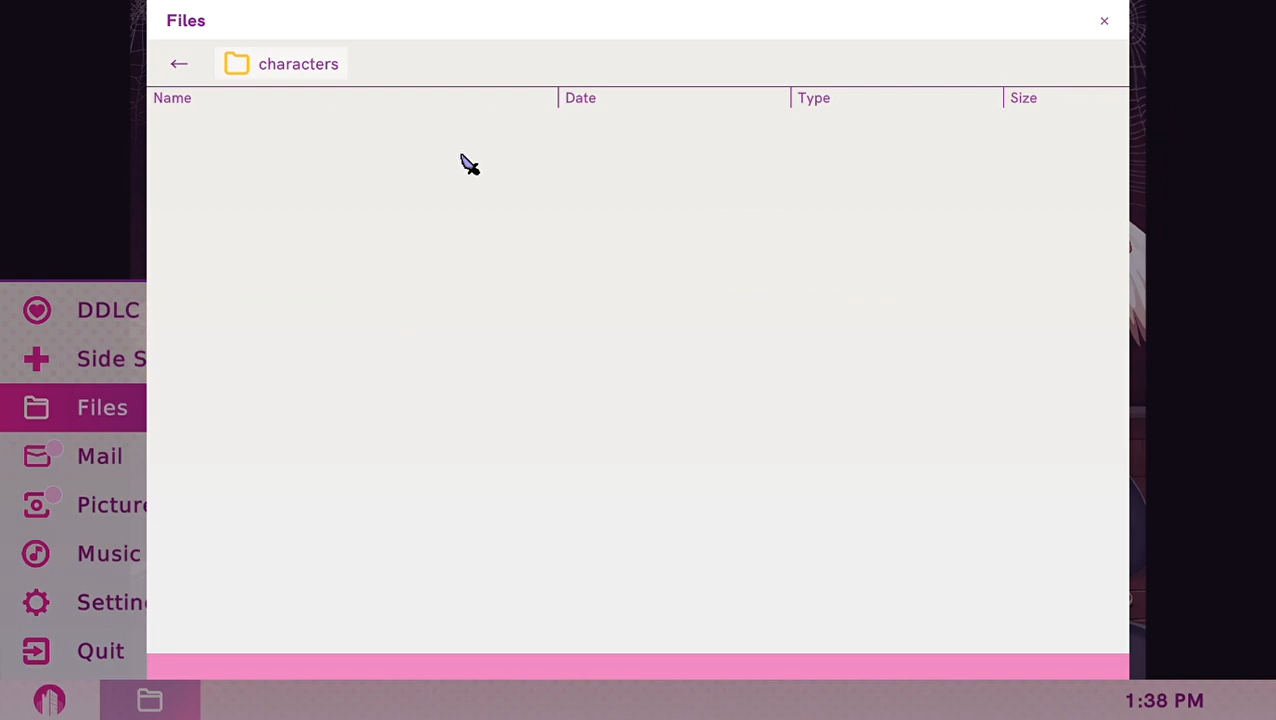 Files
×
← characters
Name Date Type Size
DDLC
Side S
Files
Mail
Picture
Music
Settin
Quit
1:38 PM